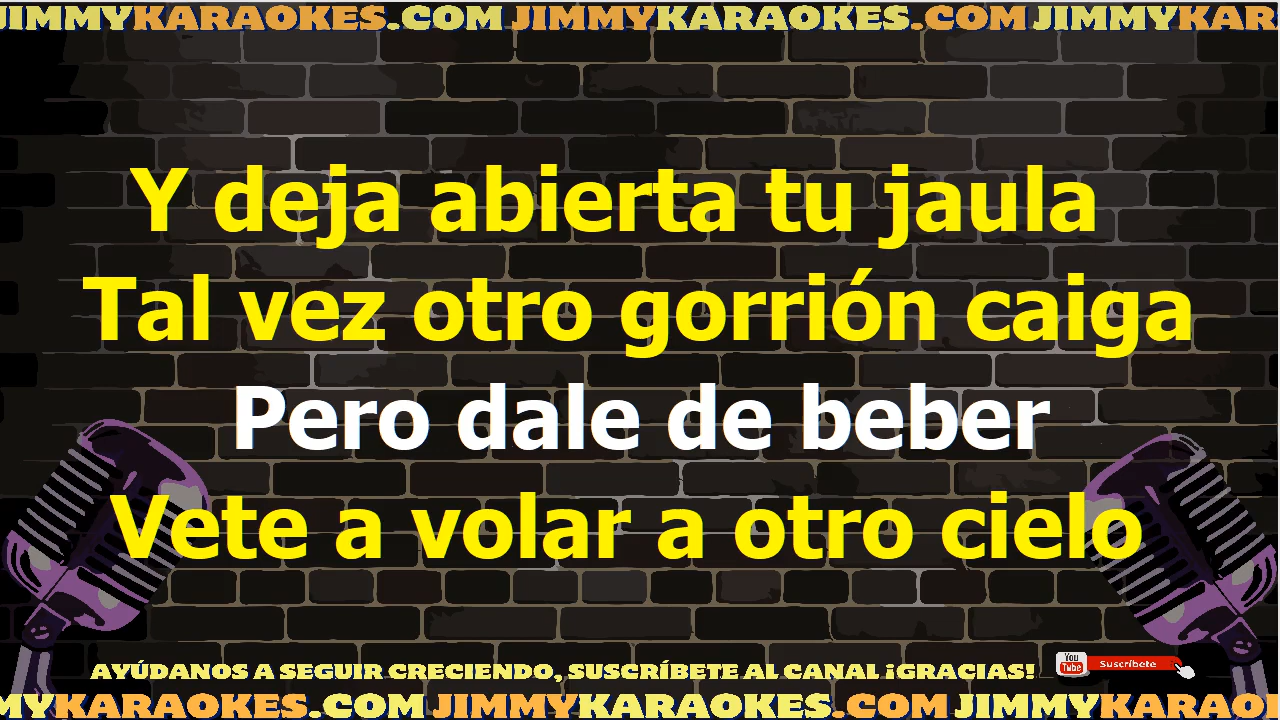 JIMMYKARAOKES.COM JIMMYKARAOKES.COM JIMMYKAR
Y deja abierta tu jaula
Tal vez otro gorrión caiga
Pero dale de beber
Vete a volar a otro cielo
AYÚDANOS A SEGUIR CRECIENDO, SUSCRÍBETE AL CANAL ¡GRACIAS!
You Tube Suscríbete
MYKARAOKES.COM JIMMYKARAOKES.COM JIMMYKARAO